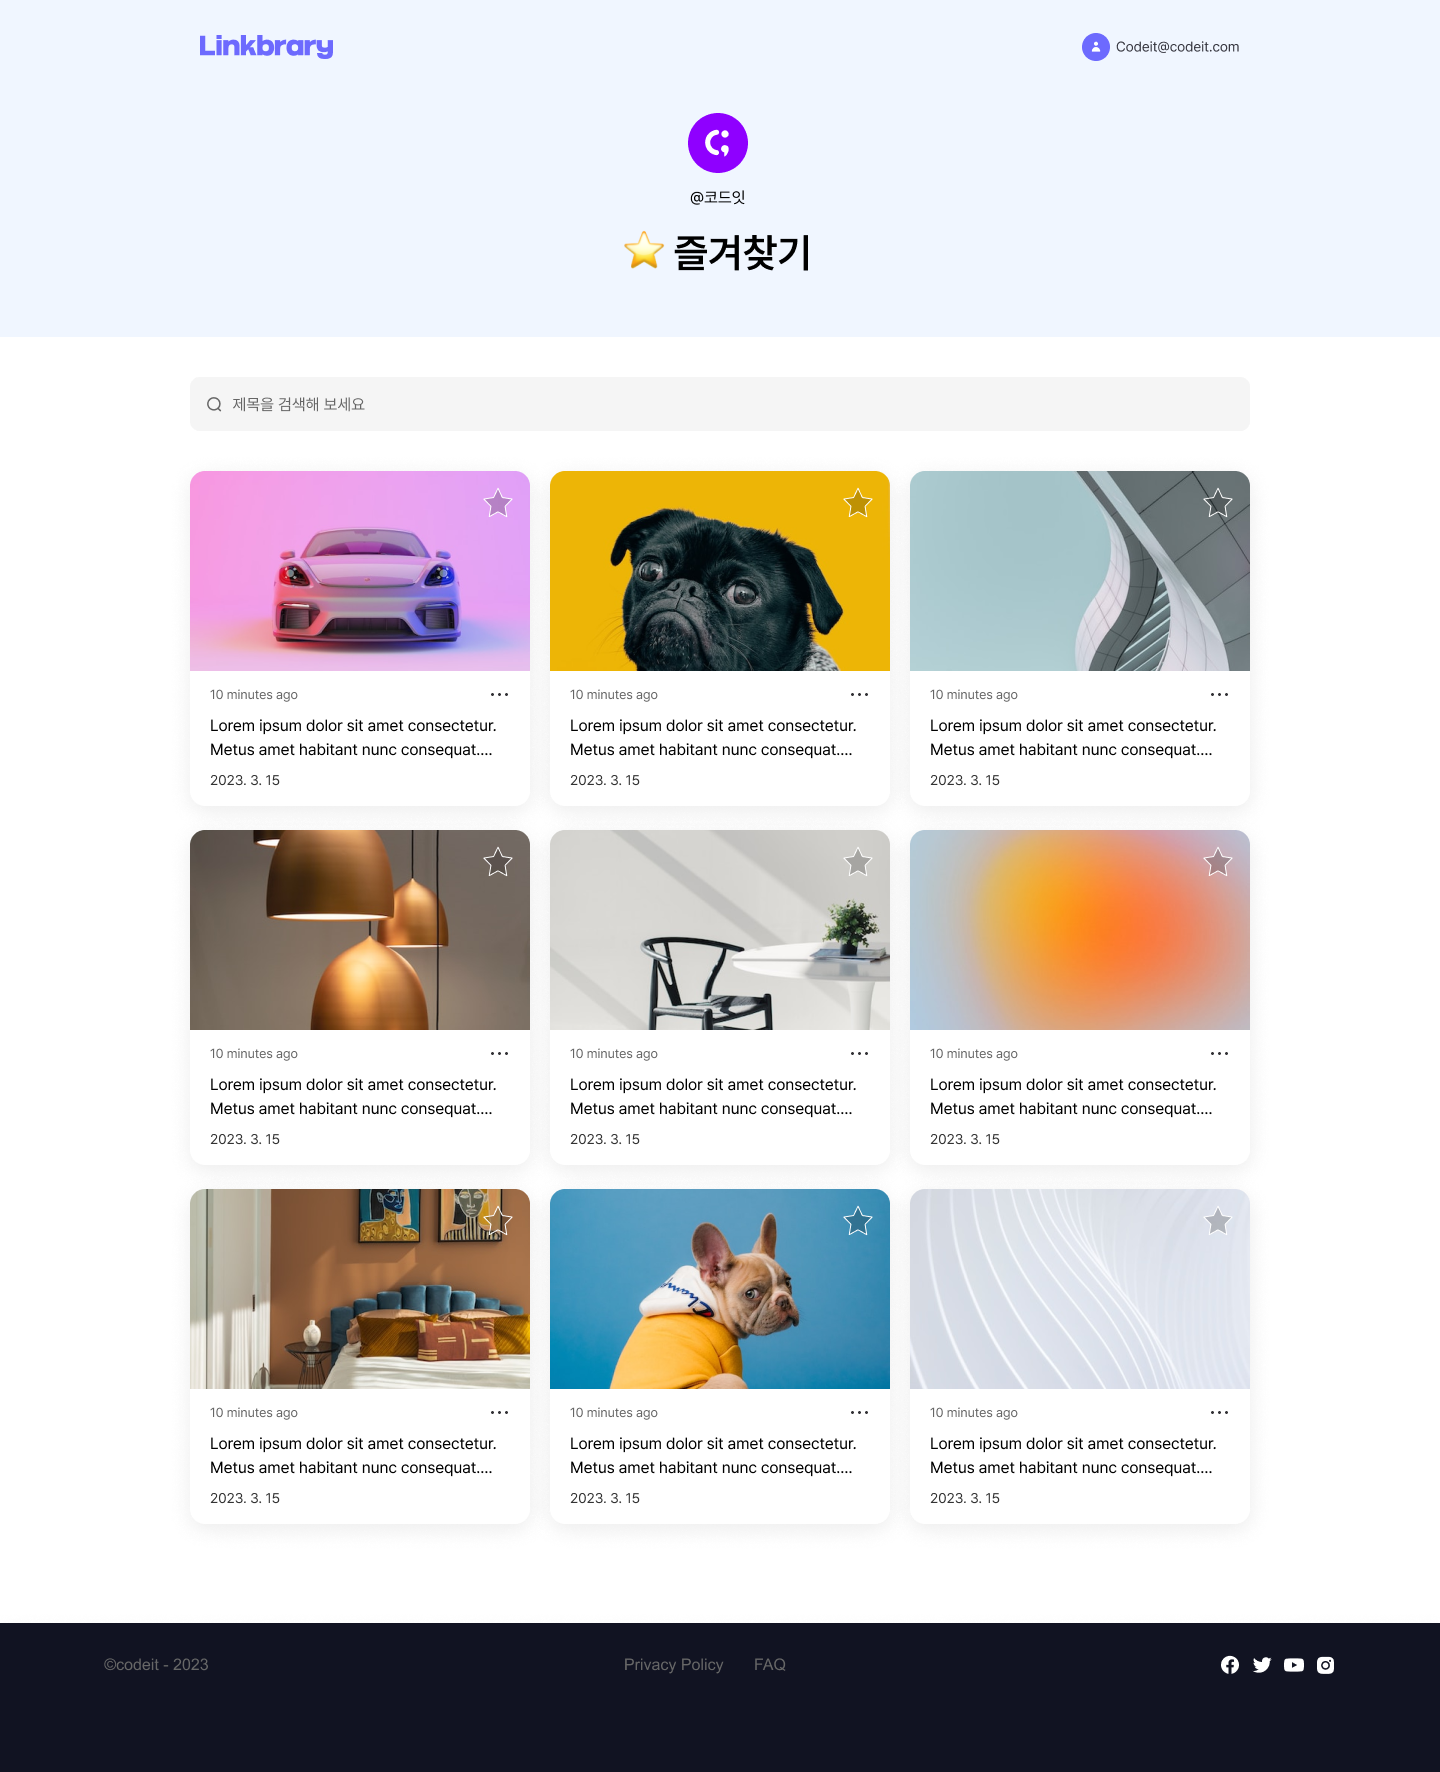 Linkbrary
Codeit@codeit.com
@코드잇
⭐ 즐겨찾기
제목을 검색해 보세요
10 minutes ago
Lorem ipsum dolor sit amet consectetur.
Metus amet habitant nunc consequat....
2023. 3. 15
10 minutes ago
Lorem ipsum dolor sit amet consectetur.
Metus amet habitant nunc consequat....
2023. 3. 15
10 minutes ago
Lorem ipsum dolor sit amet consectetur.
Metus amet habitant nunc consequat....
2023. 3. 15
10 minutes ago
Lorem ipsum dolor sit amet consectetur.
Metus amet habitant nunc consequat....
2023. 3. 15
10 minutes ago
Lorem ipsum dolor sit amet consectetur.
Metus amet habitant nunc consequat....
2023. 3. 15
10 minutes ago
Lorem ipsum dolor sit amet consectetur.
Metus amet habitant nunc consequat....
2023. 3. 15
10 minutes ago
Lorem ipsum dolor sit amet consectetur.
Metus amet habitant nunc consequat....
2023. 3. 15
10 minutes ago
Lorem ipsum dolor sit amet consectetur.
Metus amet habitant nunc consequat....
2023. 3. 15
10 minutes ago
Lorem ipsum dolor sit amet consectetur.
Metus amet habitant nunc consequat....
2023. 3. 15
©codeit - 2023
Privacy Policy
FAQ